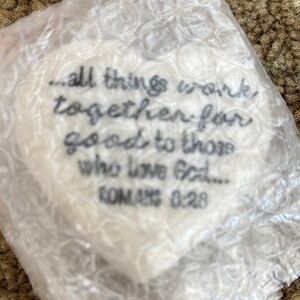 ...all things work
together for
good to those
who love God...
ROMANS 8:28